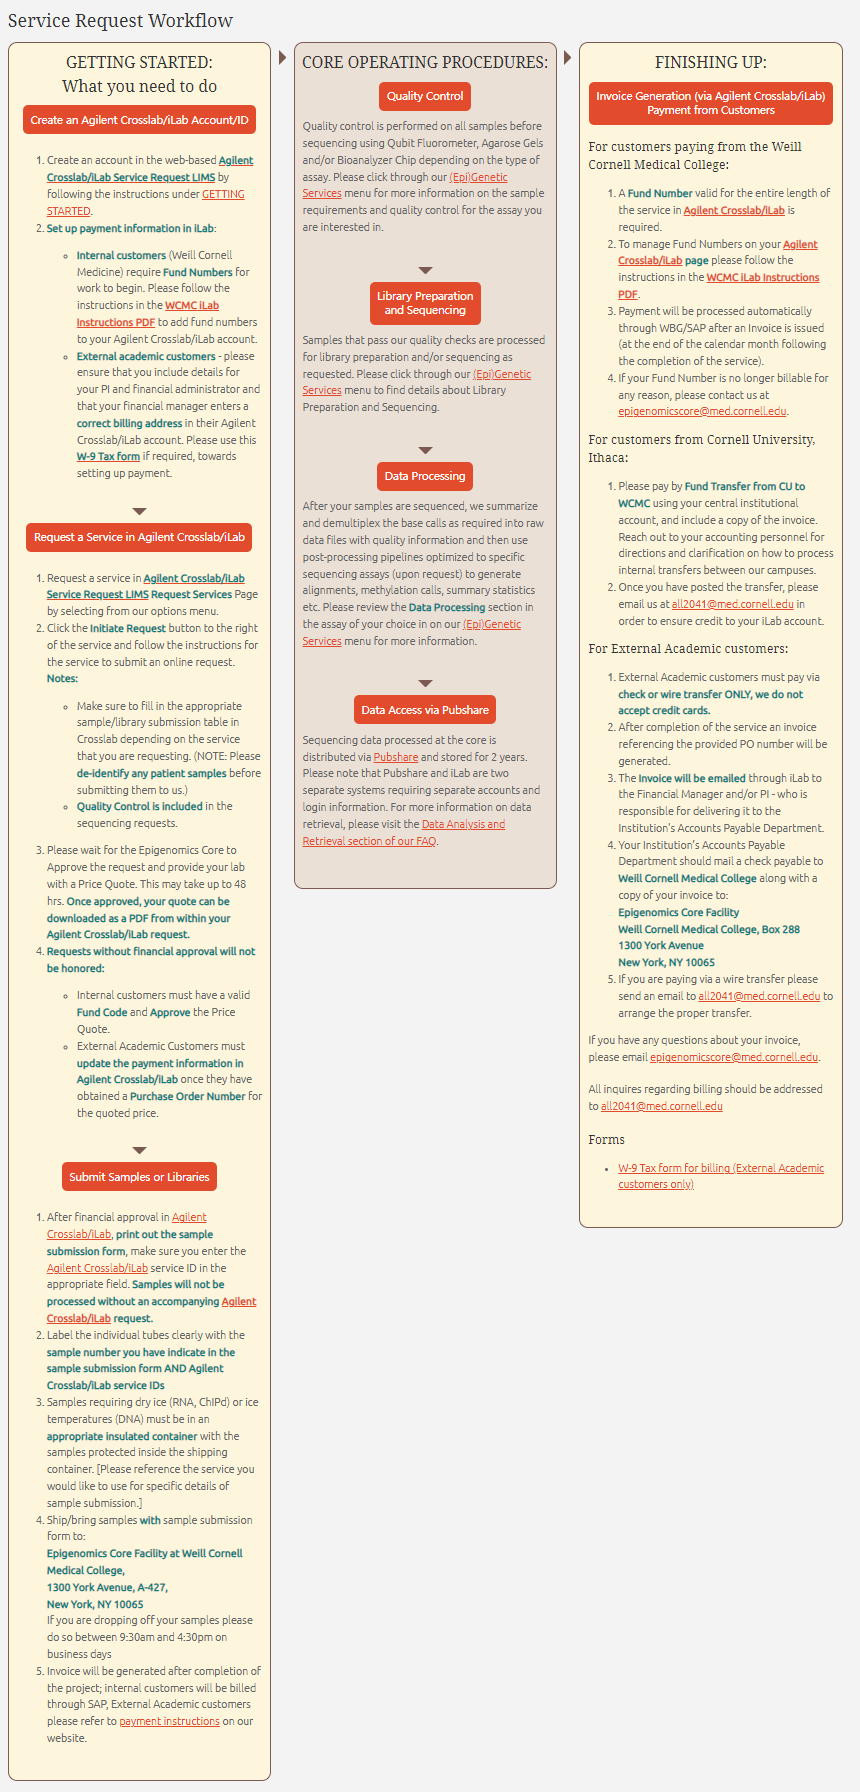 Service Request Workflow
GETTING STARTED:
What you need to do
Create an Agilent Crosslab/iLab Account/ID
1. Create an account in the web-based Agilent
Crosslab/iLab Service Request LIMS by
following the instructions under GETTING
STARTED.
2. Set up payment information in iLab:
◦ Internal customers (Weill Cornell
Medicine) require Fund Numbers for
work to begin. Please follow the
instructions in the WCMC iLab
Instructions PDF to add fund numbers
to your Agilent Crosslab/iLab account.
◦ External academic customers - please
ensure that you include details for
your PI and financial administrator and
that your financial manager enters a
correct billing address in their Agilent
Crosslab/iLab account. Please use this
W-9 Tax form if required, towards
setting up payment.
Request a Service in Agilent Crosslab/iLab
1. Request a service in Agilent Crosslab/iLab
Service Request LIMS Request Services Page
by selecting from our options menu.
2. Click the Initiate Request button to the right
of the service and follow the instructions for
the service to submit an online request.
Notes:
◦ Make sure to fill in the appropriate
sample/library submission table in
Crosslab depending on the service
that you are requesting. (NOTE: Please
de-identify any patient samples before
submitting them to us.)
◦ Quality Control is included in the
sequencing requests.
3. Please wait for the Epigenomics Core to
Approve the request and provide your lab
with a Price Quote. This may take up to 48
hrs. Once approved, your quote can be
downloaded as a PDF from within your
Agilent Crosslab/iLab request.
4. Requests without financial approval will not
be honored:
◦ Internal customers must have a valid
Fund Code and Approve the Price
Quote.
◦ External Academic Customers must
update the payment information in
Agilent Crosslab/iLab once they have
obtained a Purchase Order Number for
the quoted price.
Submit Samples or Libraries
1. After financial approval in Agilent
Crosslab/iLab, print out the sample
submission form, make sure you enter the
Agilent Crosslab/iLab service ID in the
appropriate field. Samples will not be
processed without an accompanying Agilent
Crosslab/iLab request.
2. Label the individual tubes clearly with the
sample number you have indicate in the
sample submission form AND Agilent
Crosslab/iLab service IDs
3. Samples requiring dry ice (RNA, ChIPd) or ice
temperatures (DNA) must be in an
appropriate insulated container with the
samples protected inside the shipping
container. [Please reference the service you
would like to use for specific details of
sample submission.]
4. Ship/bring samples with sample submission
form to:
Epigenomics Core Facility at Weill Cornell
Medical College,
1300 York Avenue, A-427,
New York, NY 10065
If you are dropping off your samples please
do so between 9:30am and 4:30pm on
business days
5. Invoice will be generated after completion of
the project; internal customers will be billed
through SAP, External Academic customers
please refer to payment instructions on our
website.
CORE OPERATING PROCEDURES:
Quality Control
Quality control is performed on all samples before
sequencing using Qubit Fluorometer, Agarose Gels
and/or Bioanalyzer Chip depending on the type of
assay. Please click through our (Epi)Genetic
Services menu for more information on the sample
requirements and quality control for the assay you
are interested in.
Library Preparation
and Sequencing
Samples that pass our quality checks are processed
for library preparation and/or sequencing as
requested. Please click through our (Epi)Genetic
Services menu to find details about Library
Preparation and Sequencing.
Data Processing
After your samples are sequenced, we summarize
and demultiplex the base calls as required into raw
data files with quality information and then use
post-processing pipelines optimized to specific
sequencing assays (upon request) to generate
alignments, methylation calls, summary statistics
etc. Please review the Data Processing section in
the assay of your choice in on our (Epi)Genetic
Services menu for more information.
Data Access via Pubshare
Sequencing data processed at the core is
distributed via Pubshare and stored for 2 years.
Please note that Pubshare and iLab are two
separate systems requiring separate accounts and
login information. For more information on data
retrieval, please visit the Data Analysis and
Retrieval section of our FAQ.
FINISHING UP:
Invoice Generation (via Agilent Crosslab/iLab)
Payment from Customers
For customers paying from the Weill
Cornell Medical College:
1. A Fund Number valid for the entire length of
the service in Agilent Crosslab/iLab is
required.
2. To manage Fund Numbers on your Agilent
Crosslab/iLab page please follow the
instructions in the WCMC iLab Instructions
PDF.
3. Payment will be processed automatically
through WBG/SAP after an Invoice is issued
(at the end of the calendar month following
the completion of the service).
4. If your Fund Number is no longer billable for
any reason, please contact us at
epigenomicscore@med.cornell.edu.
For customers from Cornell University,
Ithaca:
1. Please pay by Fund Transfer from CU to
WCMC using your central institutional
account, and include a copy of the invoice.
Reach out to your accounting personnel for
directions and clarification on how to process
internal transfers between our campuses.
2. Once you have posted the transfer, please
email us at all2041@med.cornell.edu in
order to ensure credit to your iLab account.
For External Academic customers:
1. External Academic customers must pay via
check or wire transfer ONLY, we do not
accept credit cards.
2. After completion of the service an invoice
referencing the provided PO number will be
generated.
3. The Invoice will be emailed through iLab to
the Financial Manager and/or PI - who is
responsible for delivering it to the
Institution's Accounts Payable Department.
4. Your Institution's Accounts Payable
Department should mail a check payable to
Weill Cornell Medical College along with a
copy of your invoice to:
Epigenomics Core Facility
Weill Cornell Medical College, Box 288
1300 York Avenue
New York, NY 10065
5. If you are paying via a wire transfer please
send an email to all2041@med.cornell.edu to
arrange the proper transfer.
If you have any questions about your invoice,
please email epigenomicscore@med.cornell.edu.
All inquires regarding billing should be addressed
to all2041@med.cornell.edu
Forms
• W-9 Tax form for billing (External Academic
customers only)